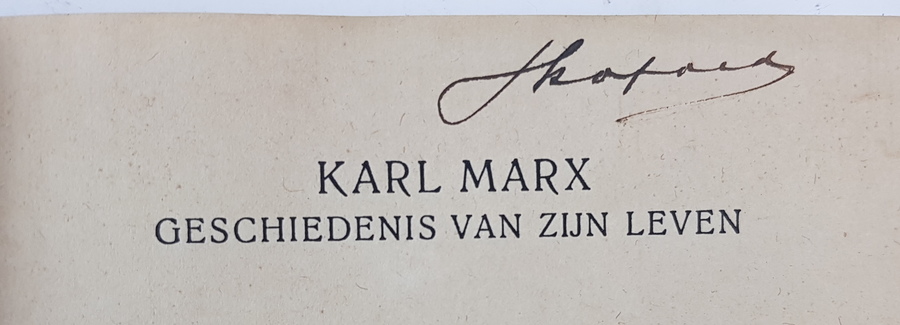 KARL MARX
GESCHIEDENIS VAN ZIJN LEVEN